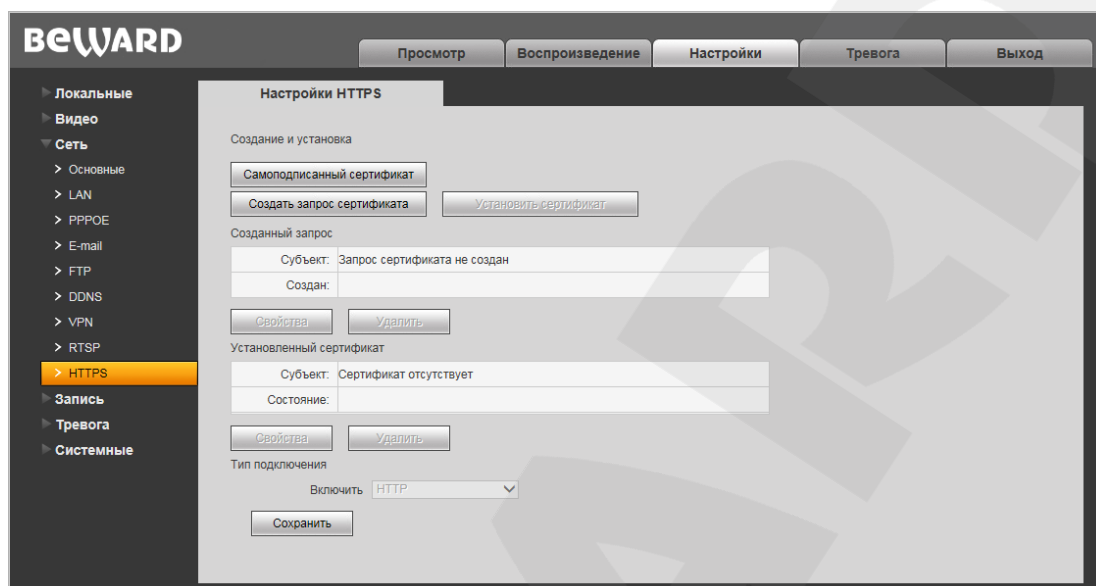 BEWARD
Просмотр Воспроизведение Настройки Тревога Выход
Локальные
Видео
Сеть
> Основные
> LAN
> PPPOE
> E-mail
> FTP
> DDNS
> VPN
> RTSP
> HTTPS
Запись
Тревога
Системные
Настройки HTTPS
Создание и установка
Самоподписанный сертификат
Создать запрос сертификата Установить сертификат
Созданный запрос
Субъект: Запрос сертификата не создан
Создан:
Свойства Удалить
Установленный сертификат
Субъект: Сертификат отсутствует
Состояние:
Свойства Удалить
Тип подключения
Включить HTTP
Сохранить